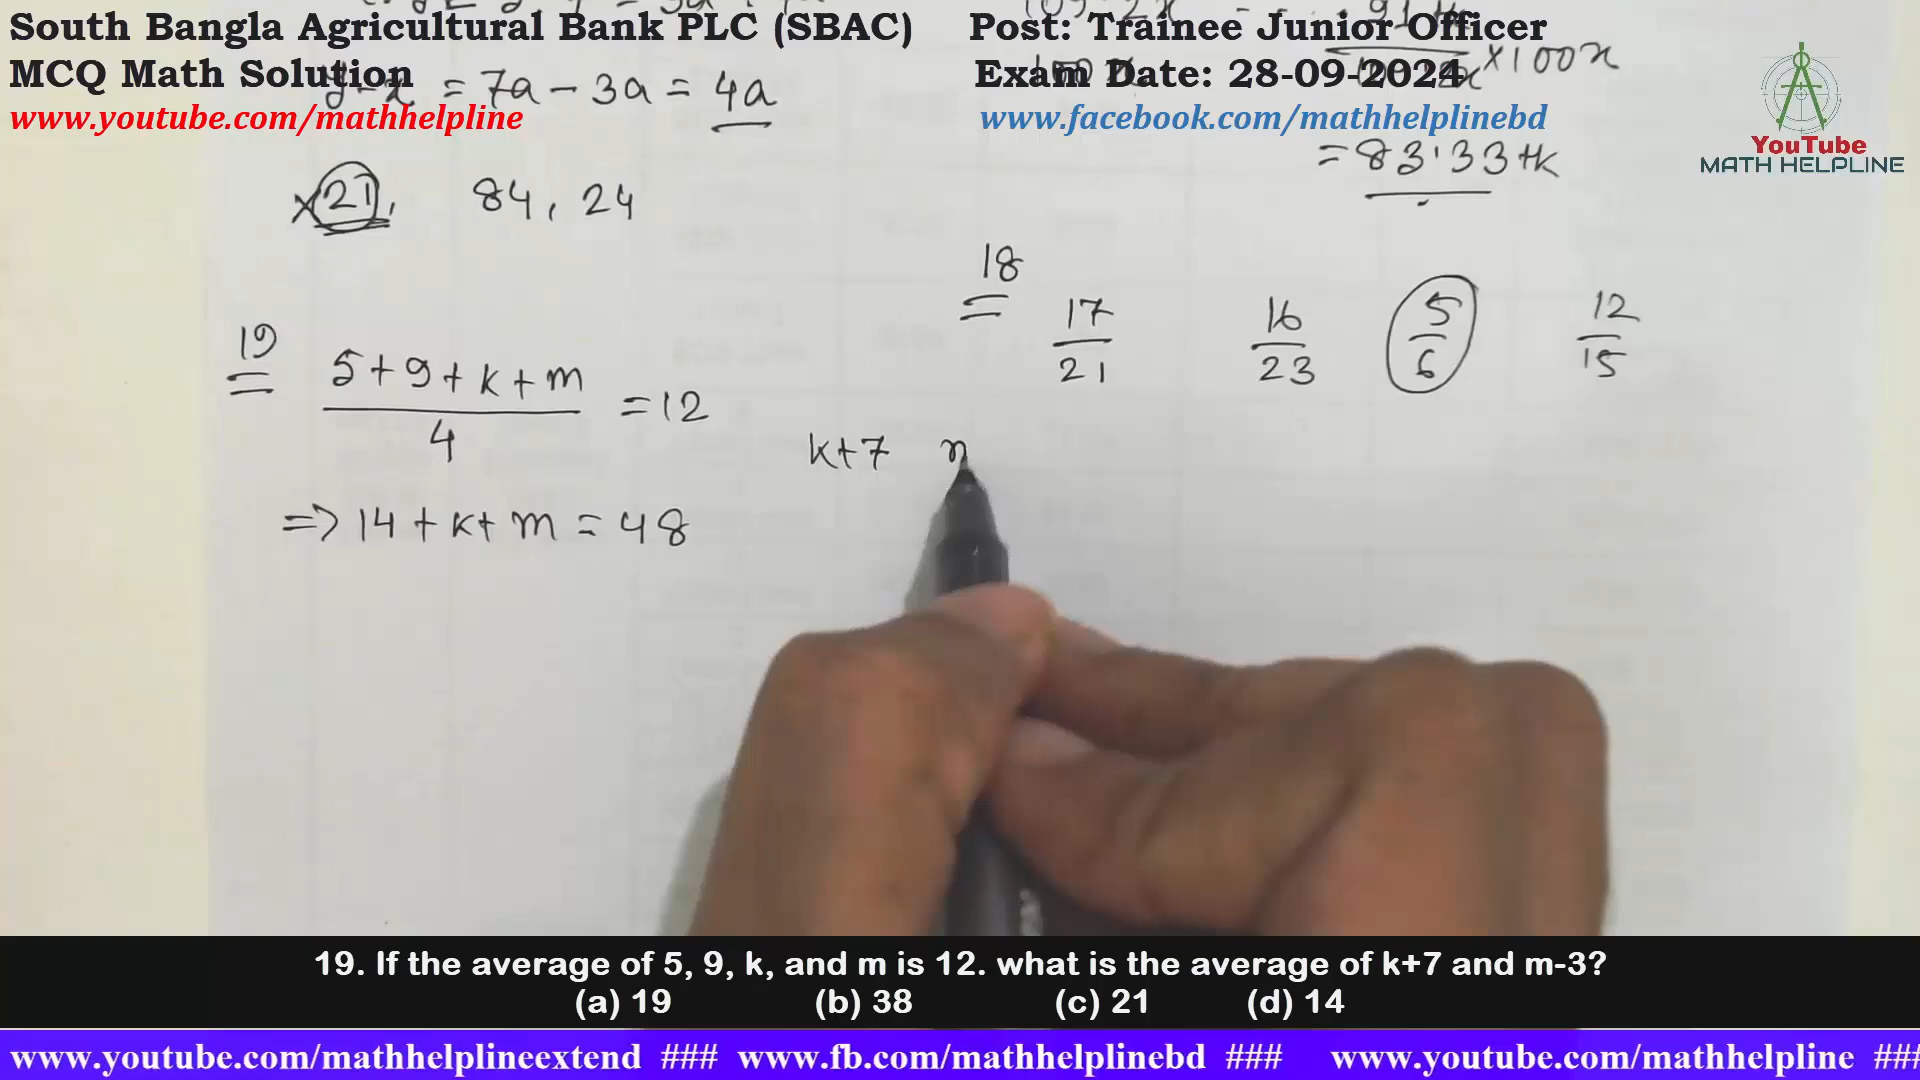 South Bangla Agricultural Bank PLC (SBAC)
Post: Trainee Junior Officer
MCQ Math Solution
Exam Date: 28-09-2024
www.youtube.com/mathhelpline
www.facebook.com/mathhelplinebd
YouTube
MATH HELPLINE
y-x = 7a - 3a = 4a
×100x
= 83.33 tk
21, 84, 24
18
17/21 16/23 5/6 12/15
19
5+9+k+m
4
=12
k+7
=> 14 + k + m = 48
19. If the average of 5, 9, k, and m is 12. what is the average of k+7 and m-3?
(a) 19 (b) 38 (c) 21 (d) 14
www.youtube.com/mathhelplineextend ### www.fb.com/mathhelplinebd ### www.youtube.com/mathhelpline ###